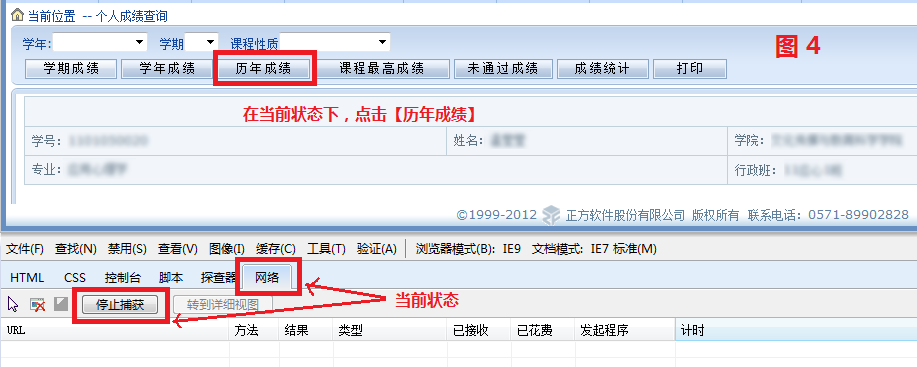 当前位置 -- 个人成绩查询
学年: 学期 课程性质
图 4
学期成绩 学年成绩 历年成绩 课程最高成绩 未通过成绩 成绩统计 打印
在当前状态下，点击【历年成绩】
学号： 姓名： 学院：
专业： 行政班：
©1999-2012 正方软件股份有限公司 版权所有 联系电话：0571-89902828
文件(F) 查找(N) 禁用(S) 查看(V) 图像(I) 缓存(C) 工具(T) 验证(A) 浏览器模式(B): IE9 文档模式: IE7 标准(M)
HTML CSS 控制台 脚本 探查器 网络
停止捕获 转到详细视图 当前状态
URL 方法 结果 类型 已接收 已花费 发起程序 计时